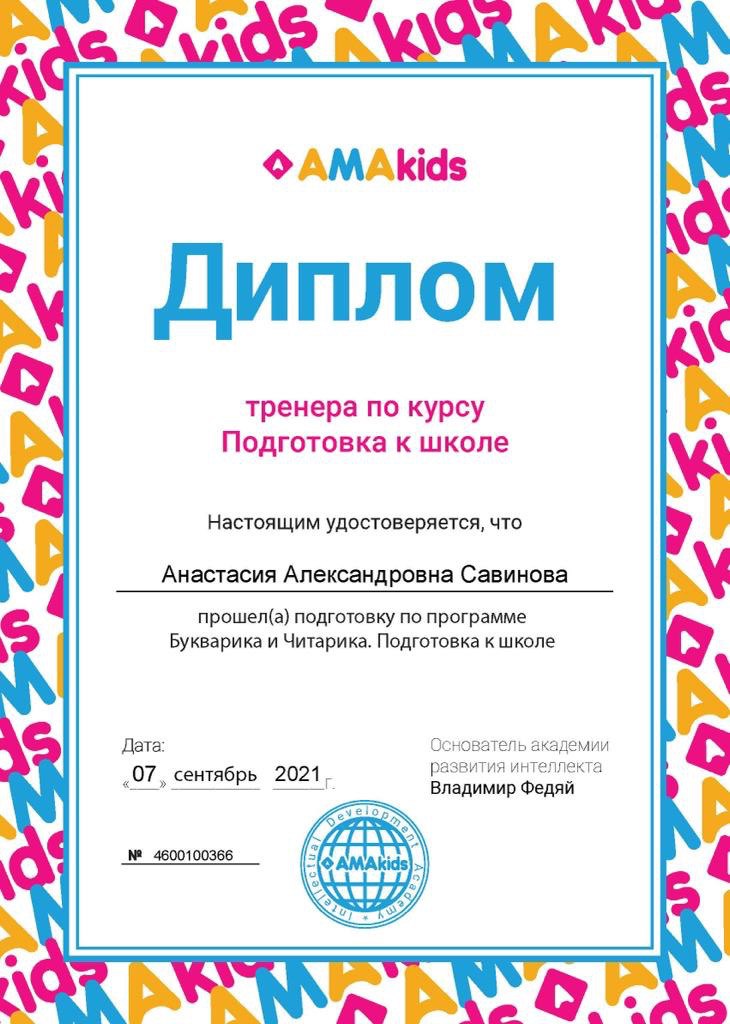 AMAkids
Диплом
тренера по курсу
Подготовка к школе
Настоящим удостоверяется, что
Анастасия Александровна Савинова
прошел(а) подготовку по программе
Букварика и Читарика. Подготовка к школе
Дата:
«07» сентябрь 2021 г.
Основатель академии
развития интеллекта
Владимир Федяй
№ 4600100366
Intellectual Development Academy
AMAkids